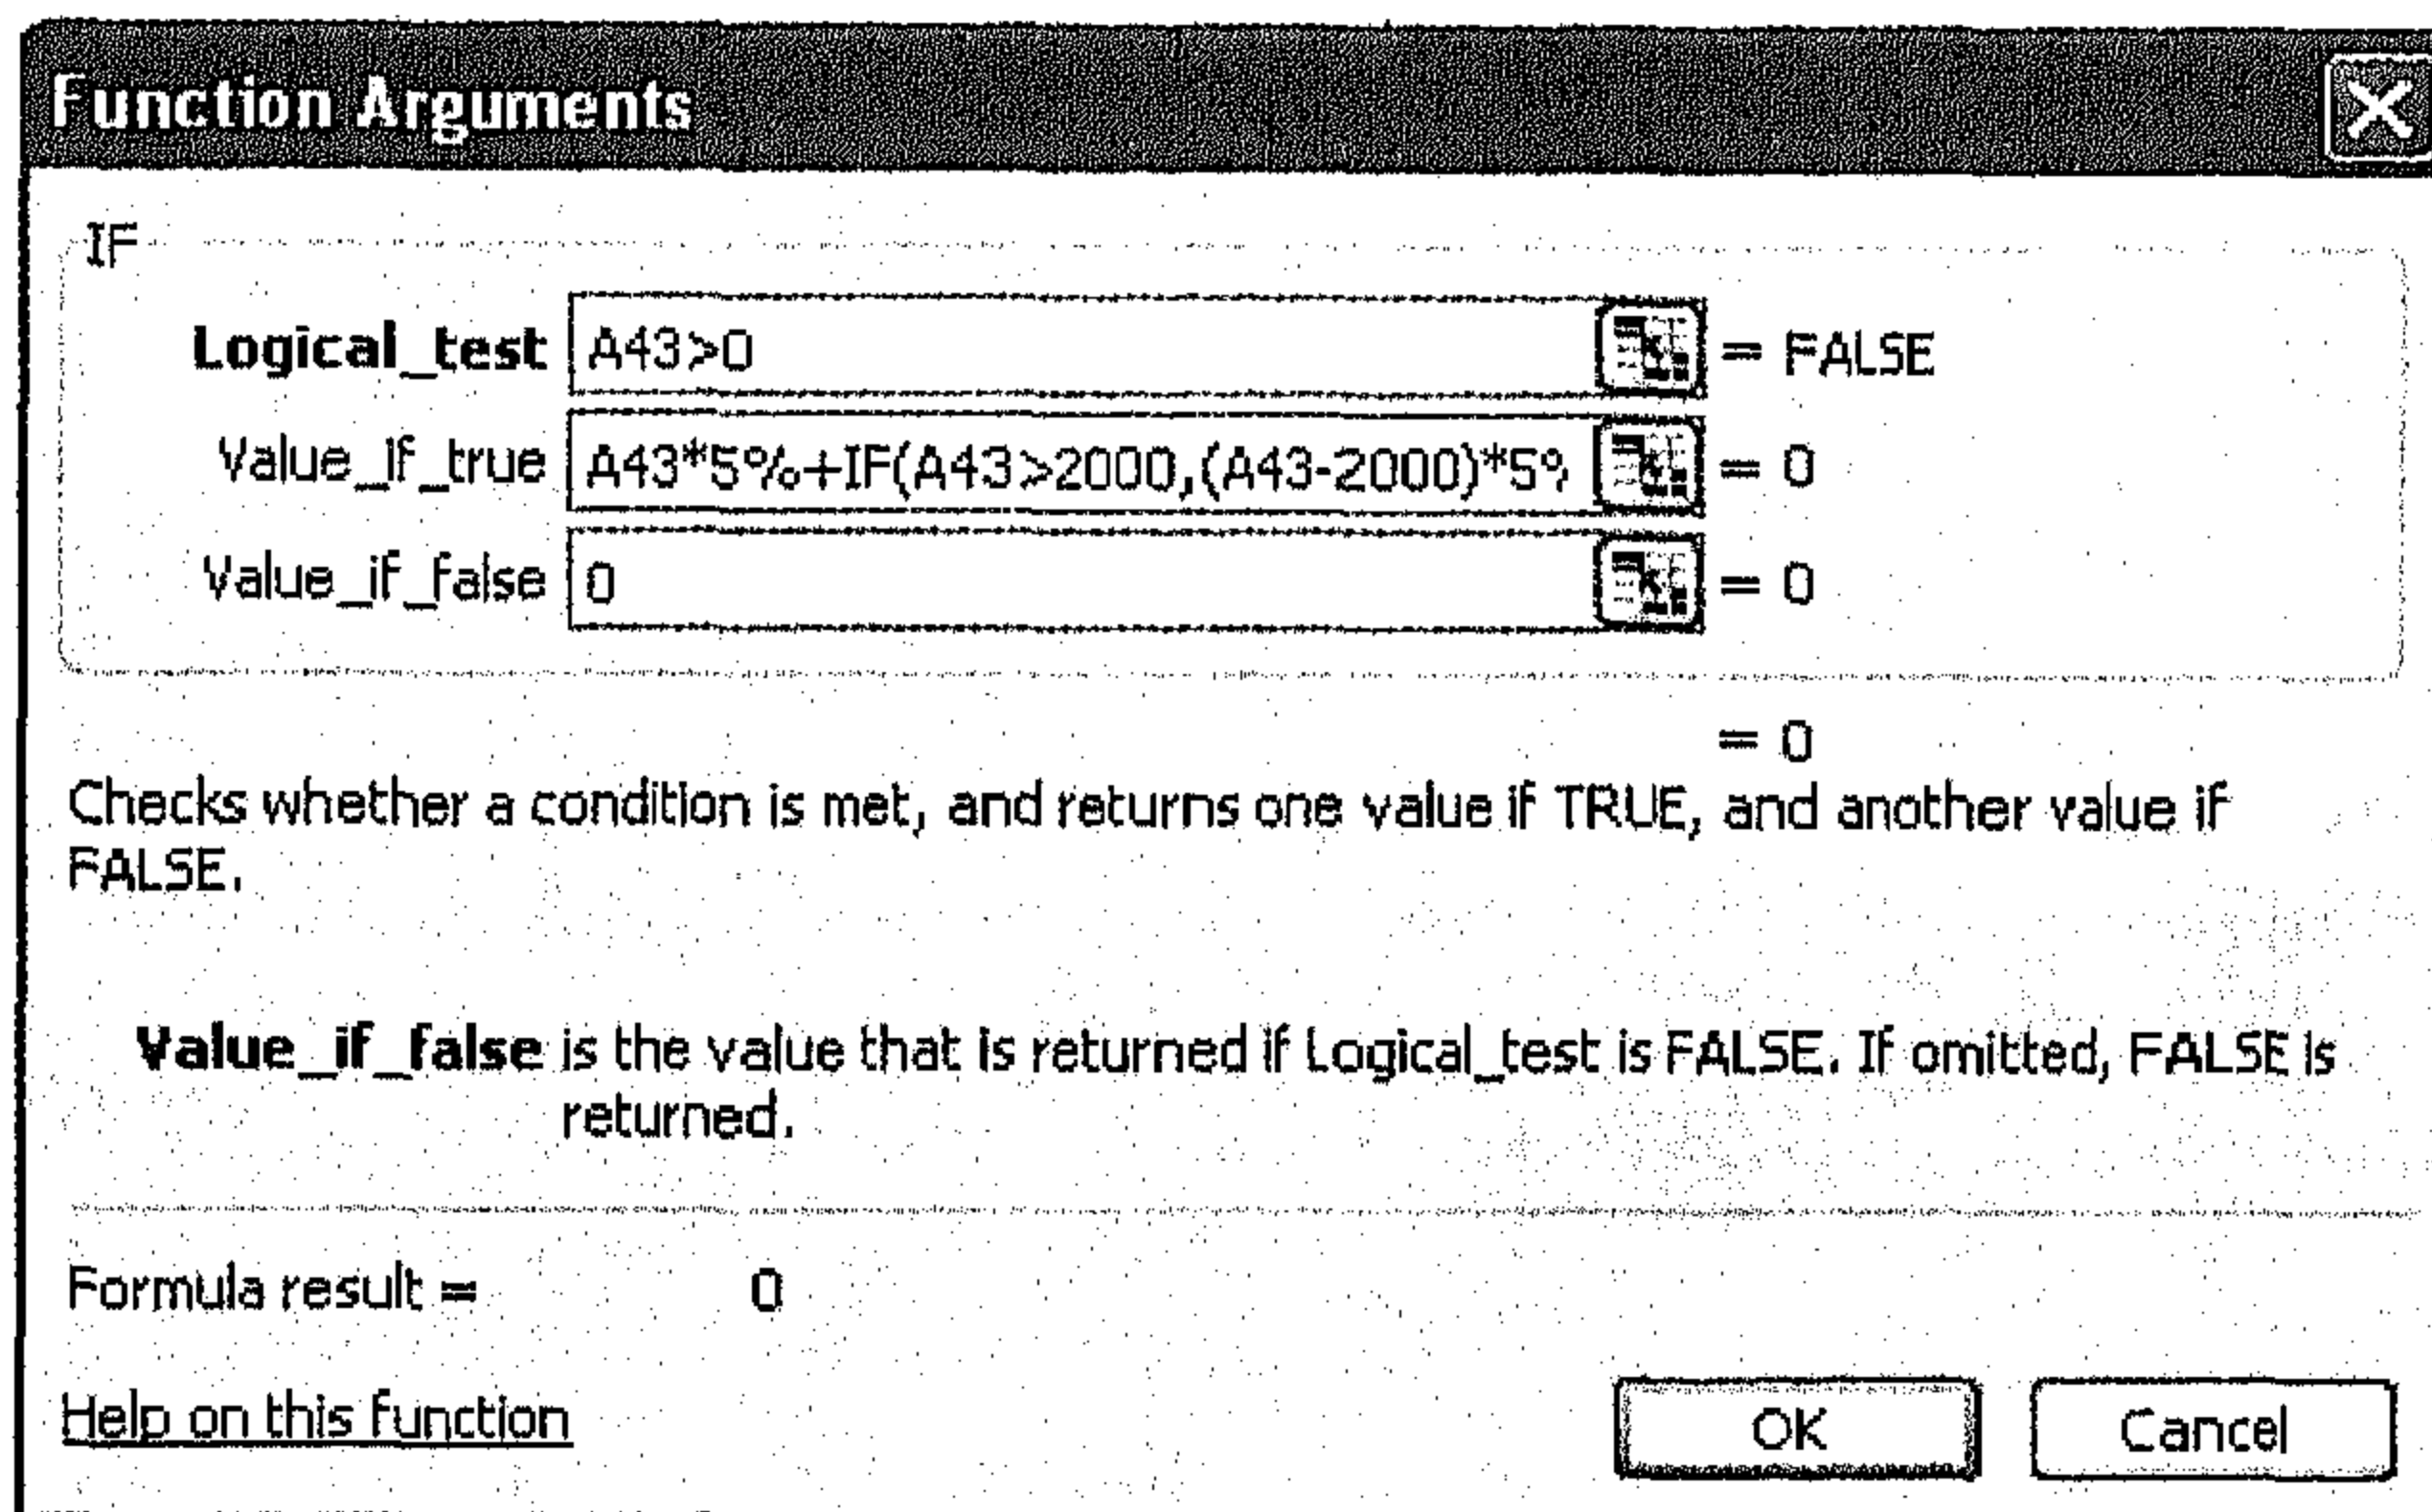 Function Arguments
IF
Logical_test A43>0 = FALSE
Value_if_true A43*5%+IF(A43>2000,(A43-2000)*5% = 0
Value_if_false 0 = 0
= 0
Checks whether a condition is met, and returns one value if TRUE, and another value if
FALSE.
Value_if_false is the value that is returned if Logical_test is FALSE. If omitted, FALSE is
returned.
Formula result = 0
Help on this function
OK Cancel